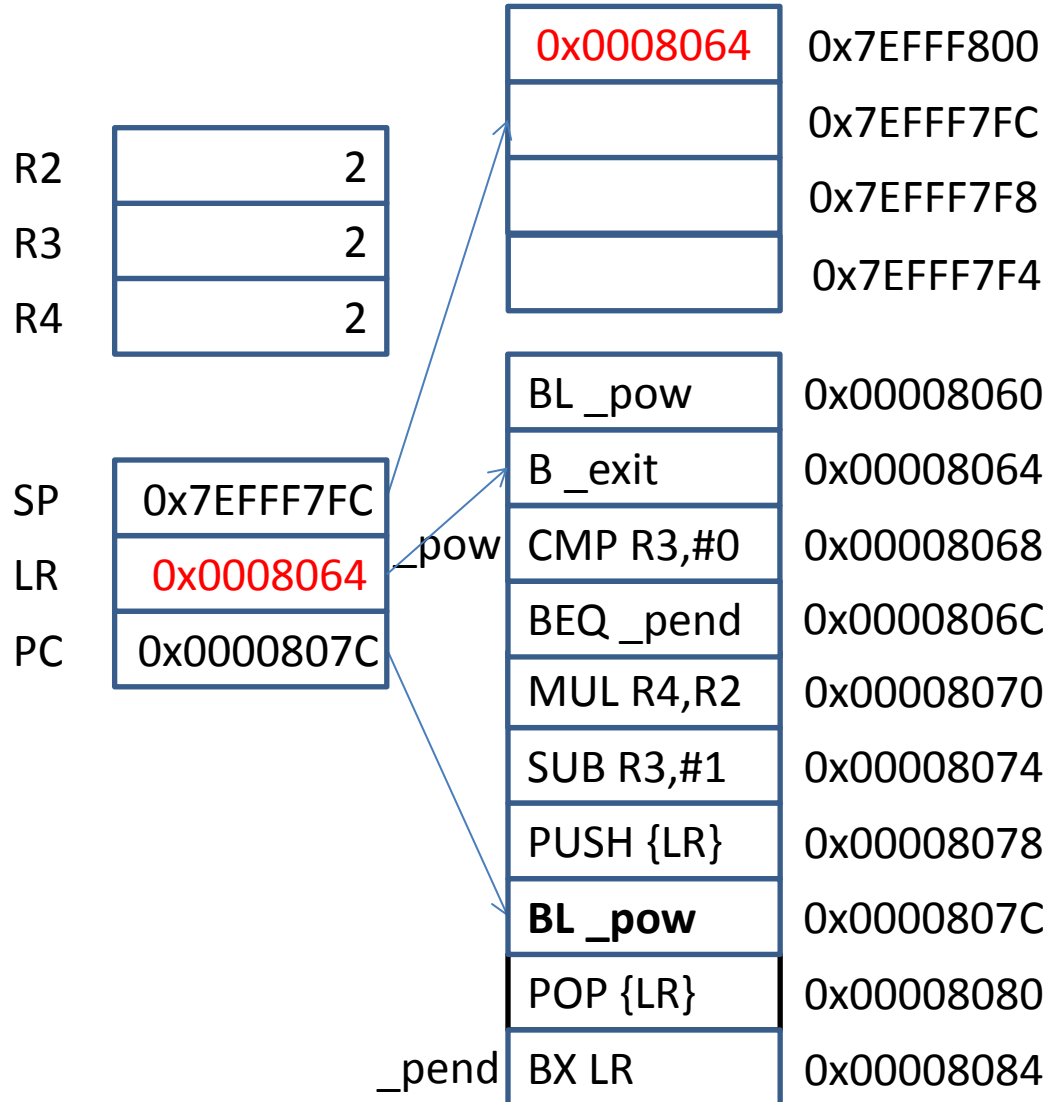 0x0008064 0x7EFFF800
0x7EFFF7FC
R2 2
0x7EFFF7F8
R3 2
0x7EFFF7F4
R4 2
BL _pow 0x00008060
SP 0x7EFFF7FC B _exit 0x00008064
LR 0x0008064 _pow CMP R3,#0 0x00008068
PC 0x0000807C BEQ _pend 0x0000806C
MUL R4,R2 0x00008070
SUB R3,#1 0x00008074
PUSH {LR} 0x00008078
BL _pow 0x0000807C
POP {LR} 0x00008080
_pend BX LR 0x00008084